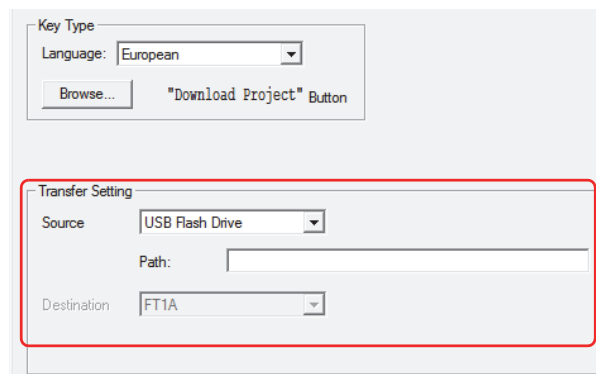 Key Type
Language: European
Browse... "Download Project" Button
Transfer Setting
Source USB Flash Drive
Path:
Destination FT1A